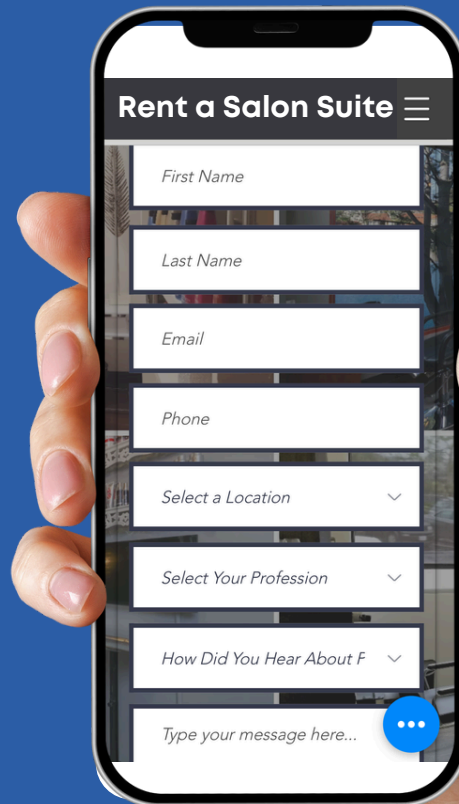 Rent a Salon Suite
First Name
Last Name
Email
Phone
Select a Location
Select Your Profession
How Did You Hear About F
Type your message here...